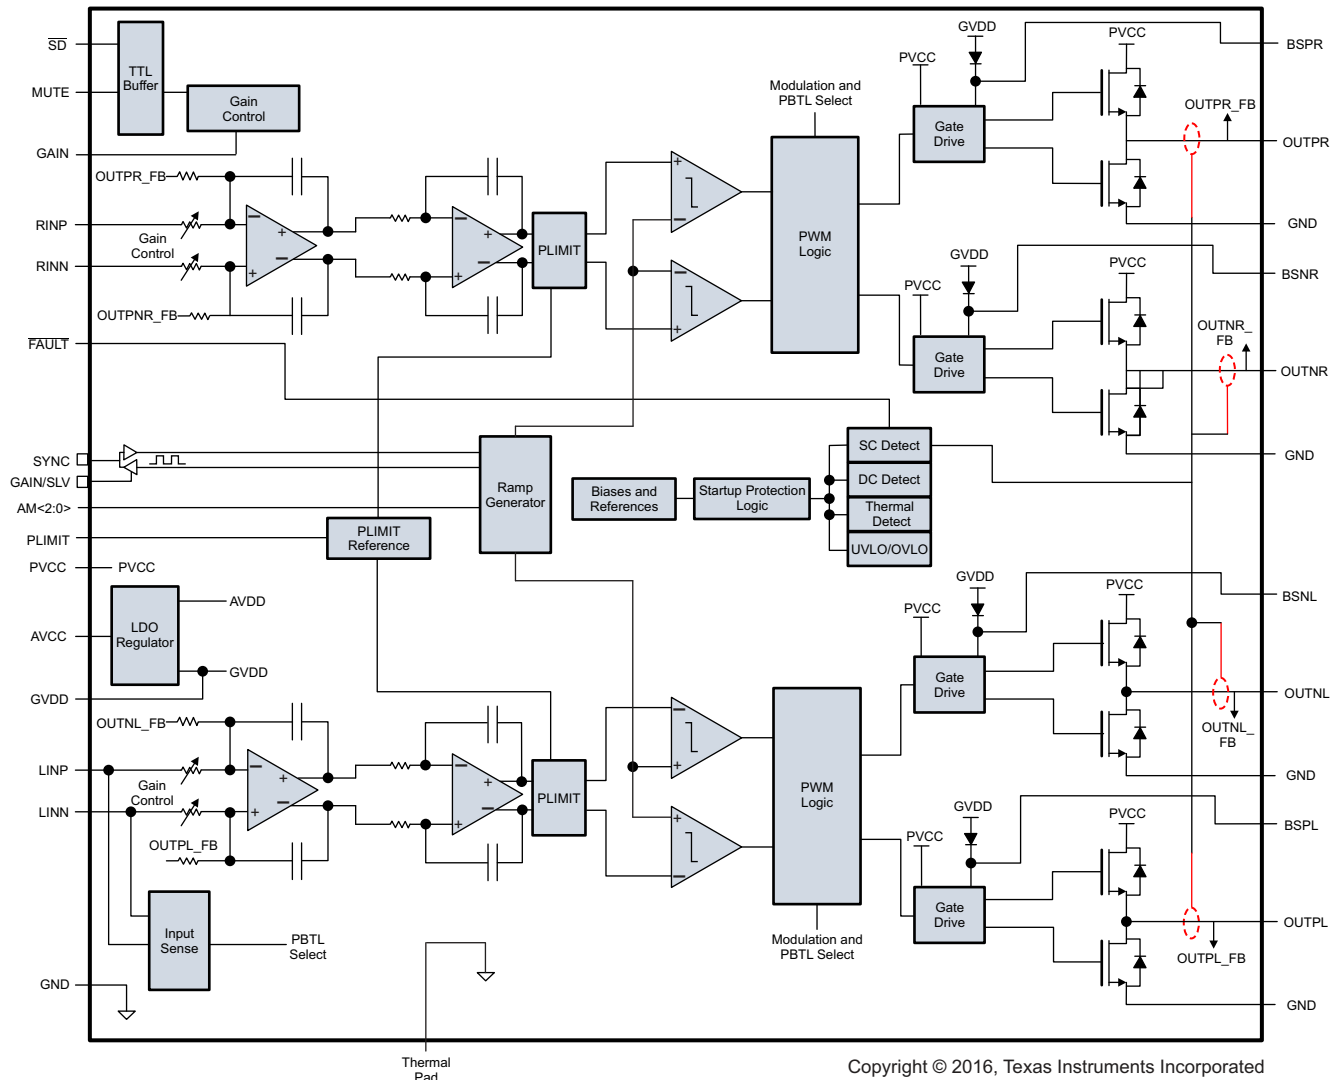 SD
MUTE
GAIN
TTL
Buffer
Gain
Control
OUTPR_FB
RINP
Gain
Control
RINN
OUTPNR_FB
FAULT
PLIMIT
Modulation and
PBTL Select
PWM
Logic
PVCC
GVDD
Gate
Drive
PVCC
OUTPR_FB
BSPR
OUTPR
GND
PVCC
GVDD
Gate
Drive
PVCC
OUTNR_
FB
BSNR
OUTNR
GND
SYNC
GAIN/SLV
AM<2:0>
PLIMIT
PVCC
PVCC
Ramp
Generator
PLIMIT
Reference
Biases and
References
Startup Protection
Logic
SC Detect
DC Detect
Thermal
Detect
UVLO/OVLO
AVCC
LDO
Regulator
AVDD
GVDD
GVDD
OUTNL_FB
LINP
Gain
Control
LINN
OUTPL_FB
PLIMIT
PWM
Logic
Modulation and
PBTL Select
PVCC
GVDD
Gate
Drive
PVCC
BSNL
OUTNL
OUTNL_
FB
GND
PVCC
GVDD
Gate
Drive
PVCC
BSPL
OUTPL
OUTPL_FB
GND
Input
Sense
PBTL
Select
GND
Thermal
Pad
Copyright © 2016, Texas Instruments Incorporated